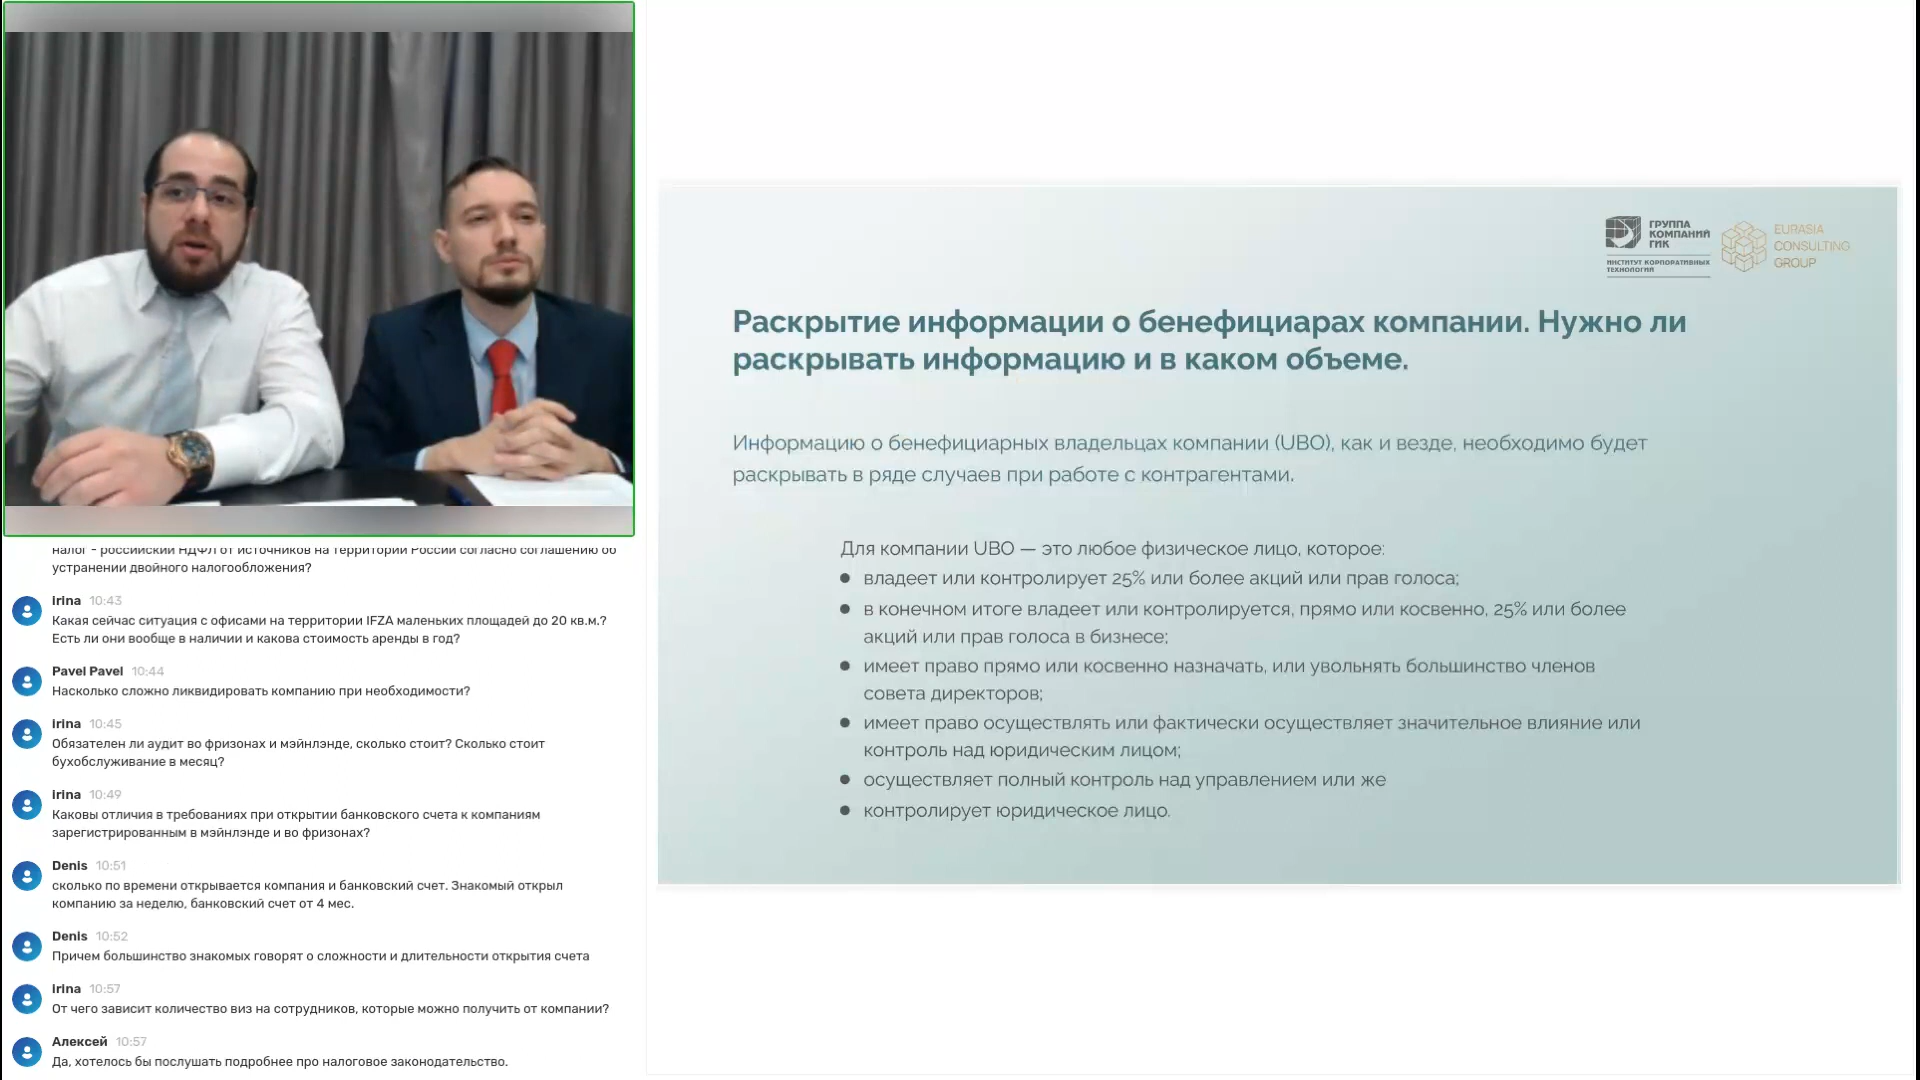 налог - российский НДФЛ от источников на территории России согласно соглашению об
устранении двойного налогообложения?
irina 10:43
Какая сейчас ситуация с офисами на территории IFZA маленьких площадей до 20 кв.м.?
Есть ли они вообще в наличии и какова стоимость аренды в год?
Pavel Pavel 10:44
Насколько сложно ликвидировать компанию при необходимости?
irina 10:45
Обязателен ли аудит во фризонах и мэйнлэнде, сколько стоит? Сколько стоит
бухобслуживание в месяц?
irina 10:49
Каковы отличия в требованиях при открытии банковского счета к компаниям
зарегистрированным в мэйнлэнде и во фризонах?
Denis 10:51
сколько по времени открывается компания и банковский счет. Знакомый открыл
компанию за неделю, банковский счет от 4 мес.
Denis 10:52
Причем большинство знакомых говорят о сложности и длительности открытия счета
irina 10:57
От чего зависит количество виз на сотрудников, которые можно получить от компании?
Алексей 10:57
Да, хотелось бы послушать подробнее про налоговое законодательство.
ГРУППА
КОМПАНИЙ
ГИК
ИНСТИТУТ КОРПОРАТИВНЫХ
ТЕХНОЛОГИЙ
EURASIA
CONSULTING
GROUP
Раскрытие информации о бенефициарах компании. Нужно ли
раскрывать информацию и в каком объеме.
Информацию о бенефициарных владельцах компании (UBO), как и везде, необходимо будет
раскрывать в ряде случаев при работе с контрагентами.
Для компании UBO — это любое физическое лицо, которое:
● владеет или контролирует 25% или более акций или прав голоса;
● в конечном итоге владеет или контролируется, прямо или косвенно, 25% или более
акций или прав голоса в бизнесе;
● имеет право прямо или косвенно назначать, или увольнять большинство членов
совета директоров;
● имеет право осуществлять или фактически осуществляет значительное влияние или
контроль над юридическим лицом;
● осуществляет полный контроль над управлением или же
● контролирует юридическое лицо.